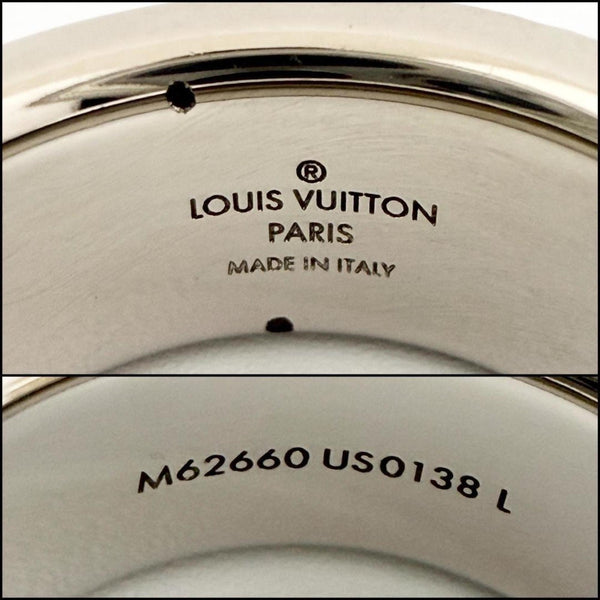 ®
LOUIS VUITTON
PARIS
MADE IN ITALY
M62660 US0138 L